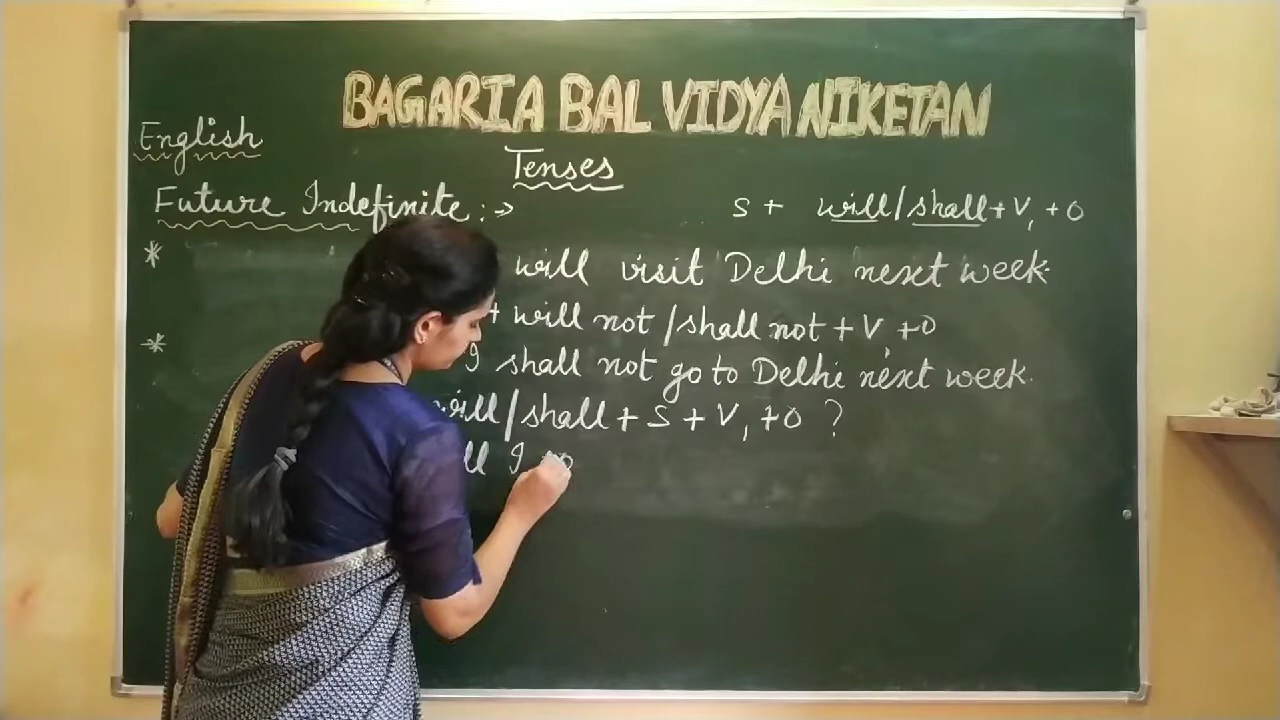 BAGARIA BAL VIDYA NIKETAN
English
Tenses
Future Indefinite :->
S + will/shall + V1 + O
* will visit Delhi next week.
* + will not / shall not + V1 + O
I shall not go to Delhi next week.
will/shall + S + V1 + O ?
I